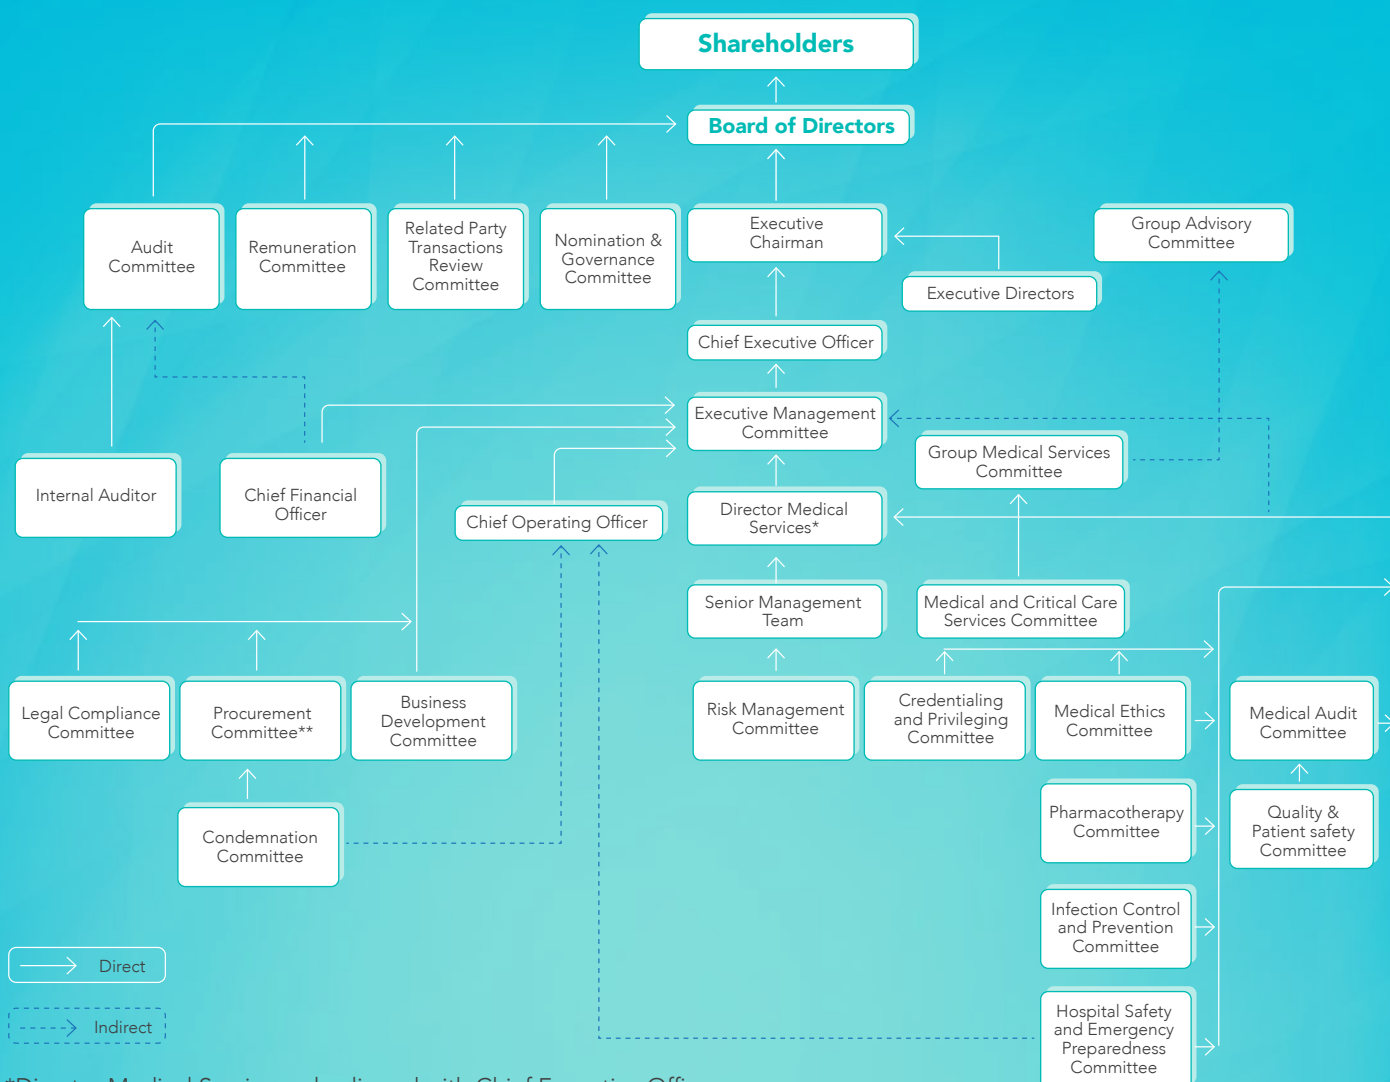 Shareholders
Board of Directors
Audit
Committee
Remuneration
Committee
Related Party
Transactions
Review
Committee
Nomination &
Governance
Committee
Executive
Chairman
Group Advisory
Committee
Executive Directors
Chief Executive Officer
Executive Management
Committee
Group Medical Services
Committee
Internal Auditor
Chief Financial
Officer
Chief Operating Officer
Director Medical
Services*
Senior Management
Team
Medical and Critical Care
Services Committee
Legal Compliance
Committee
Procurement
Committee**
Business
Development
Committee
Risk Management
Committee
Credentialing
and Privileging
Committee
Medical Ethics
Committee
Medical Audit
Committee
Condemnation
Committee
Pharmacotherapy
Committee
Quality &
Patient safety
Committee
Infection Control
and Prevention
Committee
Direct
Indirect
Hospital Safety
and Emergency
Preparedness
Committee